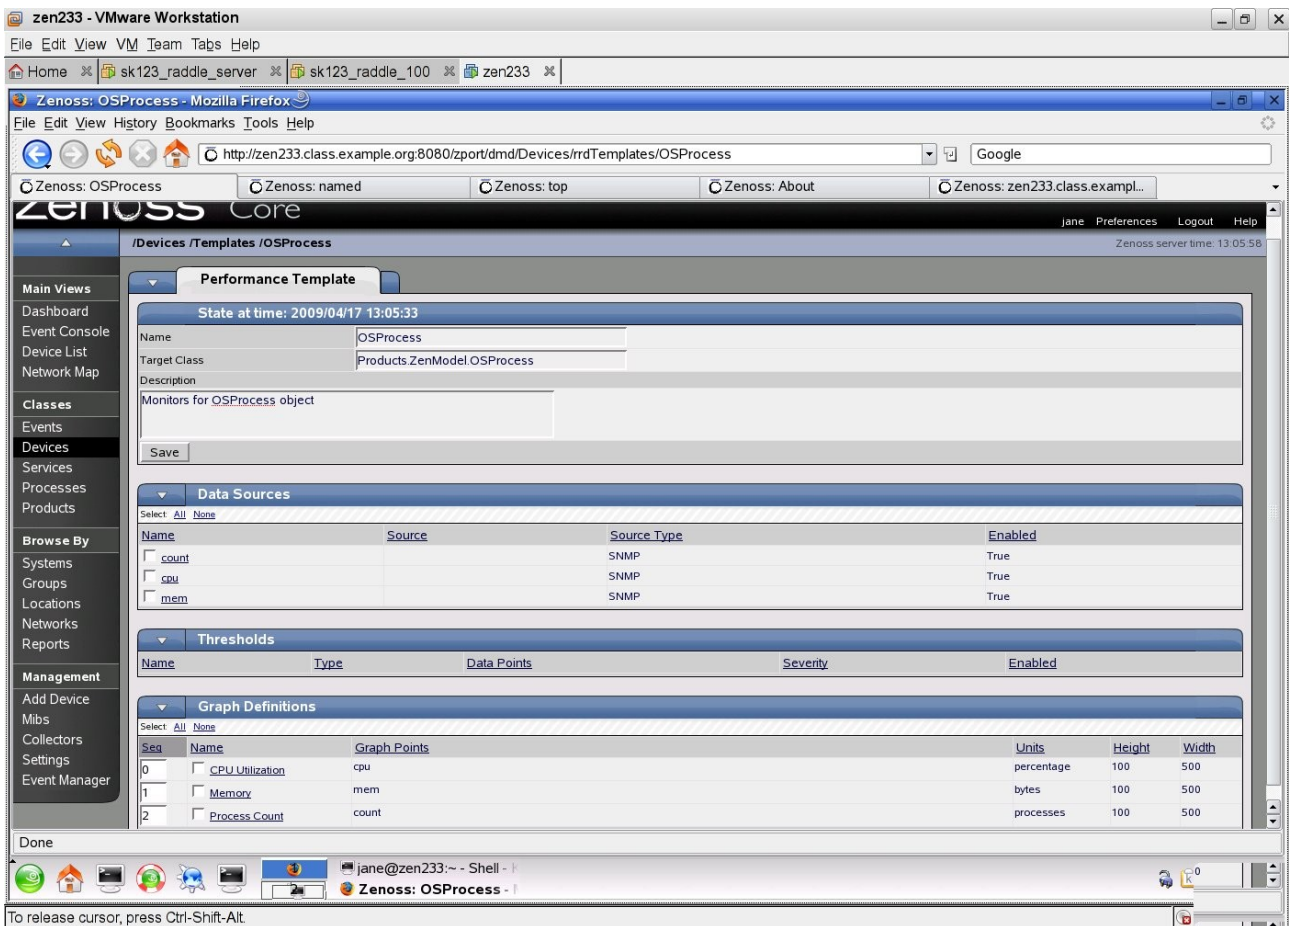 zen233 - VMware Workstation
File Edit View VM Team Tabs Help
Home sk123_raddle_server sk123_raddle_100 zen233
Zenoss: OSProcess - Mozilla Firefox
File Edit View History Bookmarks Tools Help
http://zen233.class.example.org:8080/zport/dmd/Devices/rrdTemplates/OSProcess Google
Zenoss: OSProcess Zenoss: named Zenoss: top Zenoss: About Zenoss: zen233.class.exampl...
zenoss Core
jane Preferences Logout Help
/Devices /Templates /OSProcess Zenoss server time: 13:05:58
Main Views
Dashboard
Event Console
Device List
Network Map
Classes
Events
Devices
Services
Processes
Products
Browse By
Systems
Groups
Locations
Networks
Reports
Management
Add Device
Mibs
Collectors
Settings
Event Manager
Performance Template
State at time: 2009/04/17 13:05:33
Name OSProcess
Target Class Products.ZenModel.OSProcess
Description
Monitors for OSProcess object
Save
Data Sources
Select: All None
Name Source Source Type Enabled
count SNMP True
cpu SNMP True
mem SNMP True
Thresholds
Name Type Data Points Severity Enabled
Graph Definitions
Select: All None
Seq Name Graph Points Units Height Width
0 CPU Utilization cpu percentage 100 500
1 Memory mem bytes 100 500
2 Process Count count processes 100 500
Done
jane@zen233:~ - Shell -
Zenoss: OSProcess -
To release cursor, press Ctrl-Shift-Alt.